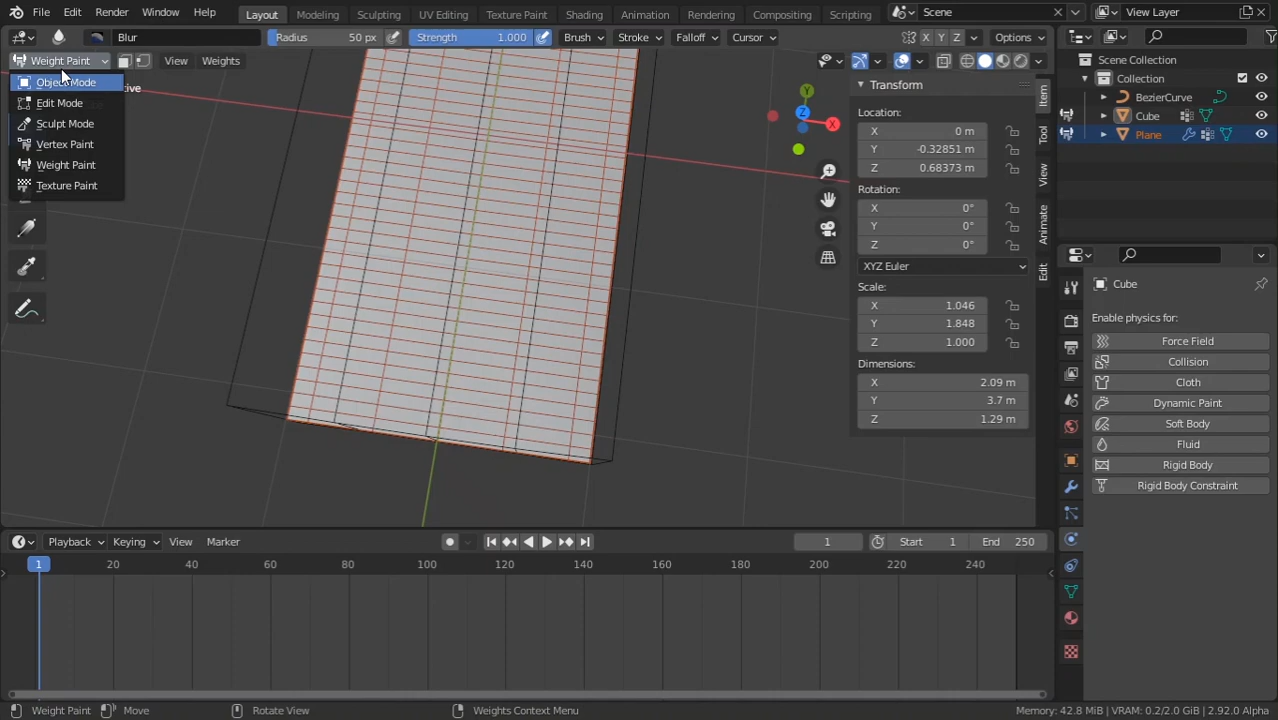 File Edit Render Window Help Layout Modeling Sculpting UV Editing Texture Paint Shading Animation Rendering Compositing Scripting Scene View Layer
Blur Radius 50 px Strength 1.000 Brush Stroke Falloff Cursor X Y Z Options
Weight Paint View Weights
Object Mode
Edit Mode
Sculpt Mode
Vertex Paint
Weight Paint
Texture Paint
Y
Z
X
Transform
Location:
X 0 m
Y -0.32851 m
Z 0.68373 m
Rotation:
X 0°
Y 0°
Z 0°
XYZ Euler
Scale:
X 1.046
Y 1.848
Z 1.000
Dimensions:
X 2.09 m
Y 3.7 m
Z 1.29 m
Item
Tool
View
Animate
Edit
Scene Collection
Collection
BezierCurve
Cube
Plane
Cube
Enable physics for:
Force Field
Collision
Cloth
Dynamic Paint
Soft Body
Fluid
Rigid Body
Rigid Body Constraint
Playback Keying View Marker 1 Start 1 End 250
1 20 40 60 80 100 120 140 160 180 200 220 240
Weight Paint Move Rotate View Weights Context Menu Memory: 42.8 MiB | VRAM: 0.2/2.0 GiB | 2.92.0 Alpha